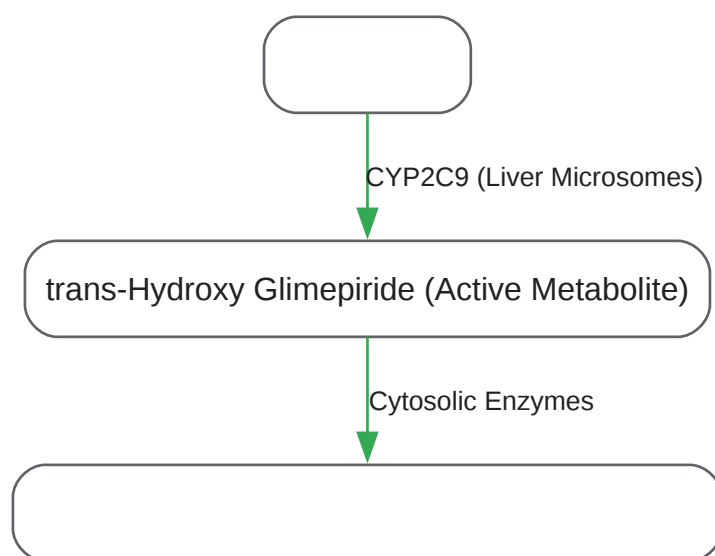 CYP2C9 (Liver Microsomes)
trans-Hydroxy Glimepiride (Active Metabolite)
Cytosolic Enzymes